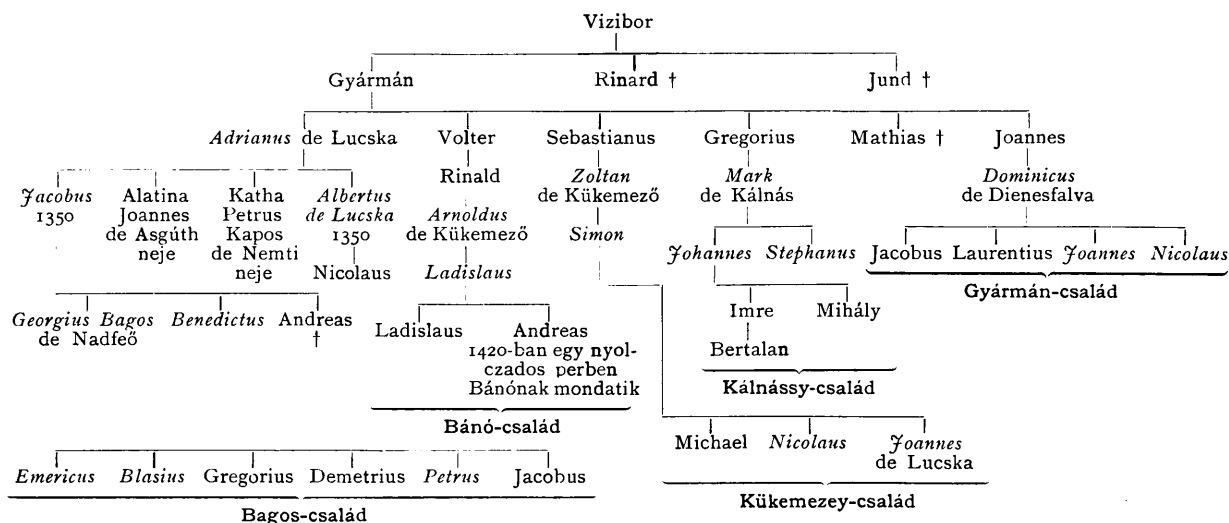 Vizibor
Gyármán Rinard † Jund †
Adrianus de Lucska Volter Sebastianus Gregorius Mathias † Joannes
Jacobus
1350
Alatina
Joannes
de Asgúth
neje
Katha
Petrus
Kapos
de Nemti
neje
Albertus
de Lucska
1350
Nicolaus
Rinald
Arnoldus
de Kükemező
Ladislaus
Zoltan
de Kükemező
Simon
Mark
de Kálnás
Johannes Stephanus
Dominicus
de Dienesfalva
Jacobus Laurentius Joannes Nicolaus
Gyármán-család
Georgius Bagos
de Nadfeő
Benedictus
Andreas
†
Ladislaus
Andreas
1420-ban egy nyol-
czados perben
Bánónak mondatik
Bánó-család
Imre Mihály
Bertalan
Kálnássy-család
Michael Nicolaus Joannes
de Lucska
Kükemezey-család
Emericus Blasius Gregorius Demetrius Petrus Jacobus
Bagos-család